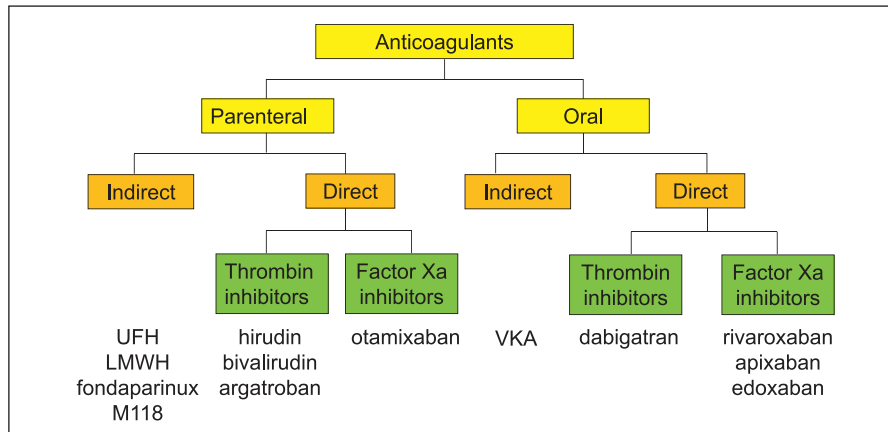 Anticoagulants
Parenteral
Oral
Indirect
Direct
Indirect
Direct
Thrombin
inhibitors
Factor Xa
inhibitors
Thrombin
inhibitors
Factor Xa
inhibitors
UFH
LMWH
fondaparinux
M118
hirudin
bivalirudin
argatroban
otamixaban
VKA
dabigatran
rivaroxaban
apixaban
edoxaban